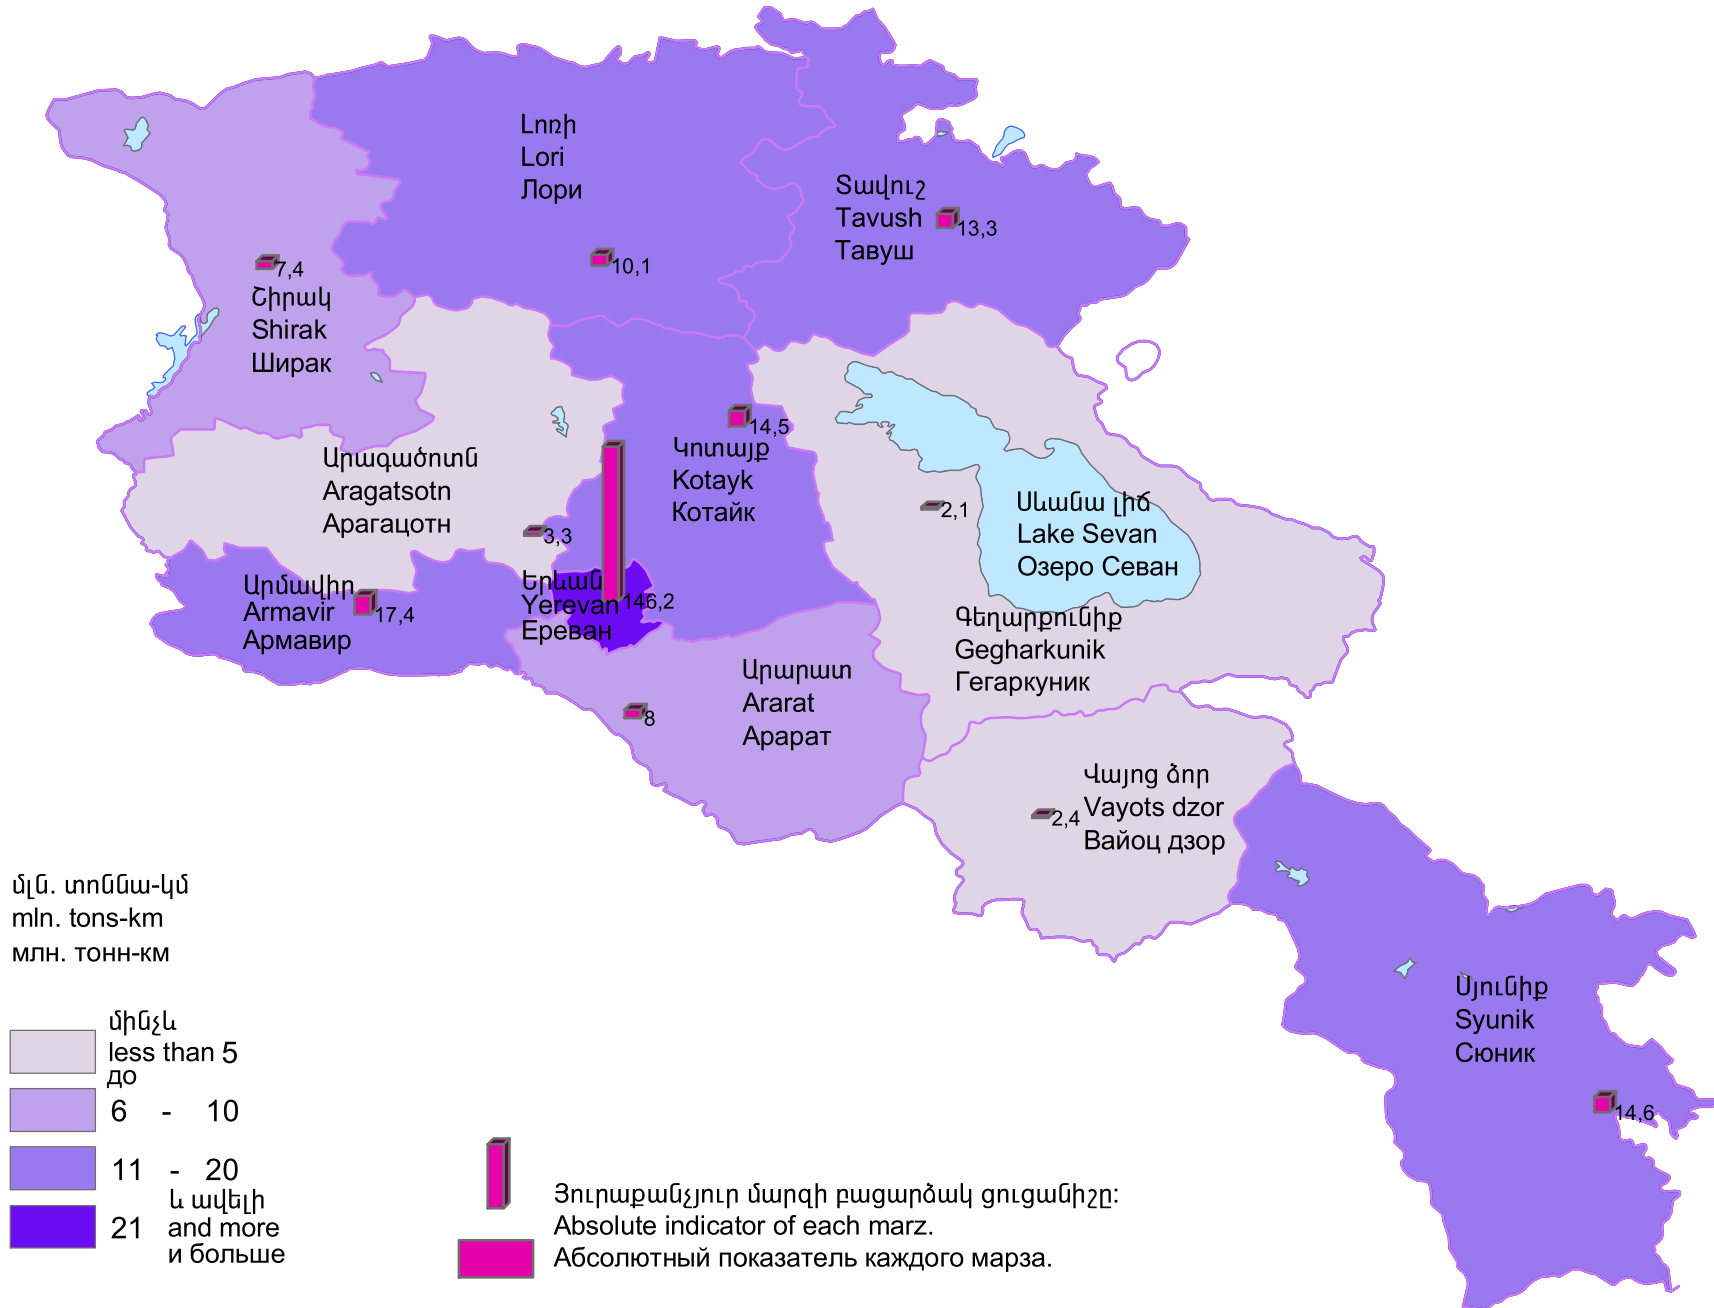 Լոռի
Lori
Лори
10,1
Տավուշ
Tavush
Тавуш
13,3
7,4
Շիրակ
Shirak
Ширак
14,5
Կոտայք
Kotayk
Котайк
Արագածոտն
Aragatsotn
Арагацотн
3,3
2,1
Սևանա լիճ
Lake Sevan
Озеро Севан
Արմավիր
Armavir
Армавир
17,4
Երևան
Yerevan
Ереван
146,2
Գեղարքունիք
Gegharkunik
Гегаркуник
Արարատ
Ararat
Арарат
8
Վայոց ձոր
Vayots dzor
Вайоц дзор
2,4
Սյունիք
Syunik
Сюник
14,6
մլն. տոննա-կմ
mln. tons-km
млн. тонн-км
մինչև
less than 5
до
6 - 10
11 - 20
և ավելի
21 and more
и больше
Յուրաքանչյուր մարզի բացարձակ ցուցանիշը:
Absolute indicator of each marz.
Абсолютный показатель каждого марза.